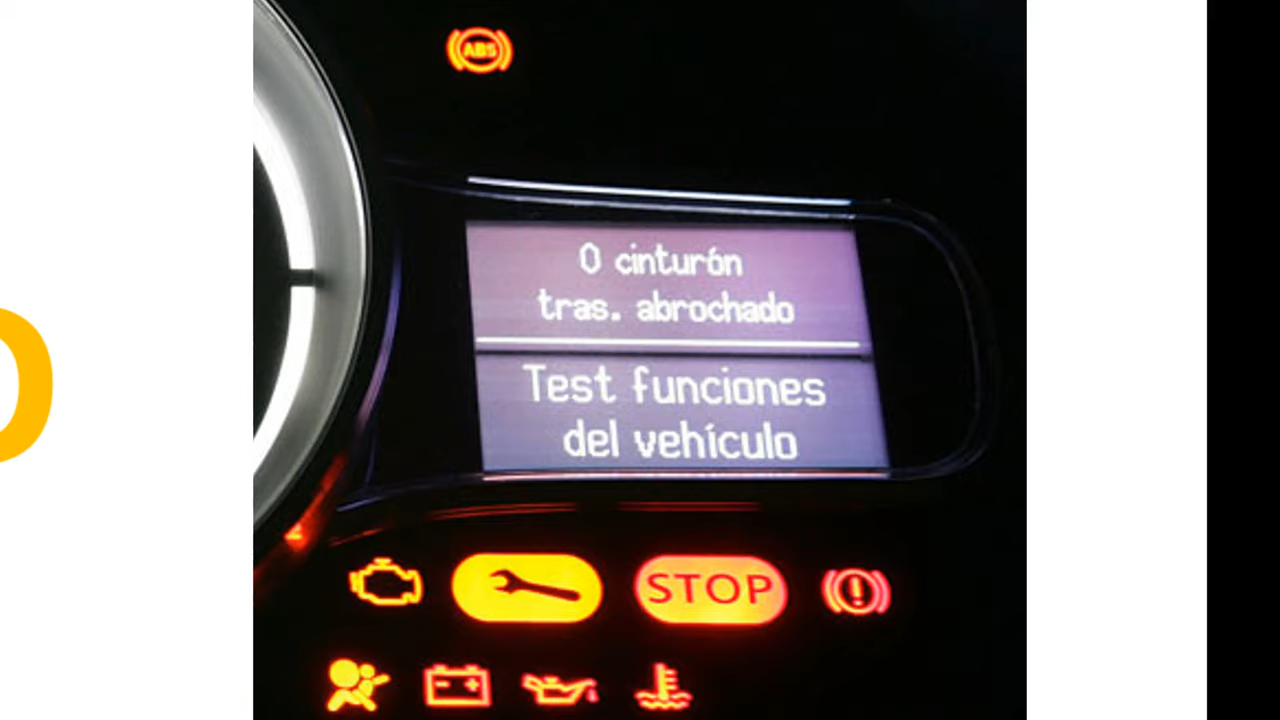 ABS
0 cinturón
tras. abrochado
Test funciones
del vehículo
STOP